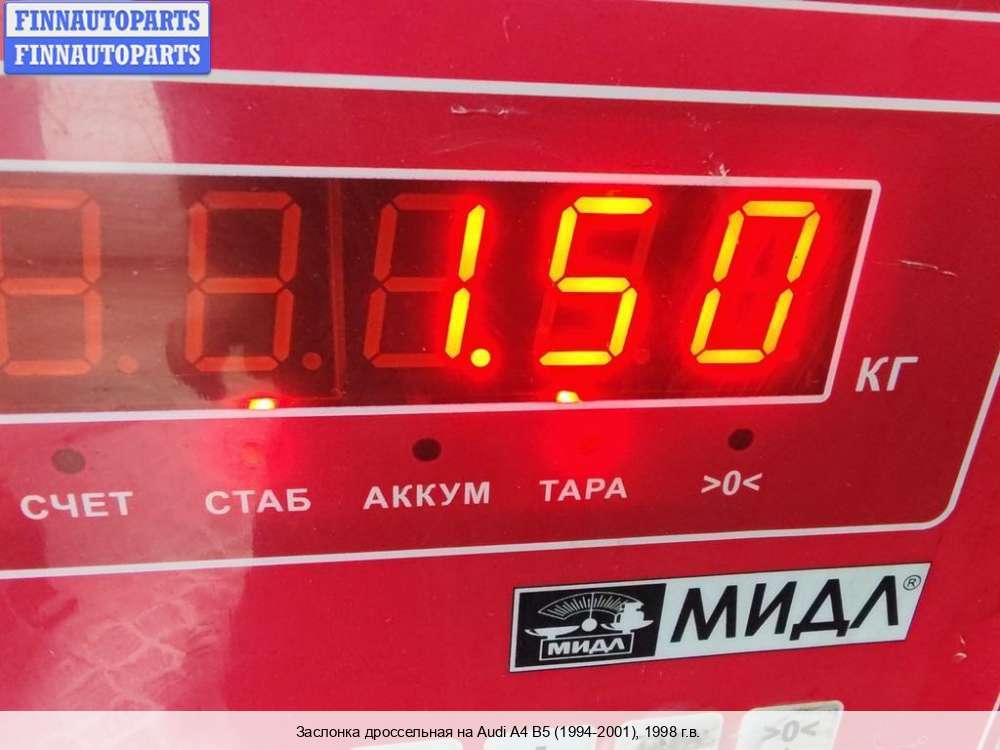 FINNAUTOPARTS
FINNAUTOPARTS
1.50
КГ
СЧЕТ СТАБ АККУМ ТАРА >0<
МИДЛ МИДЛ®
>0<
Заслонка дроссельная на Audi A4 B5 (1994-2001), 1998 г.в.